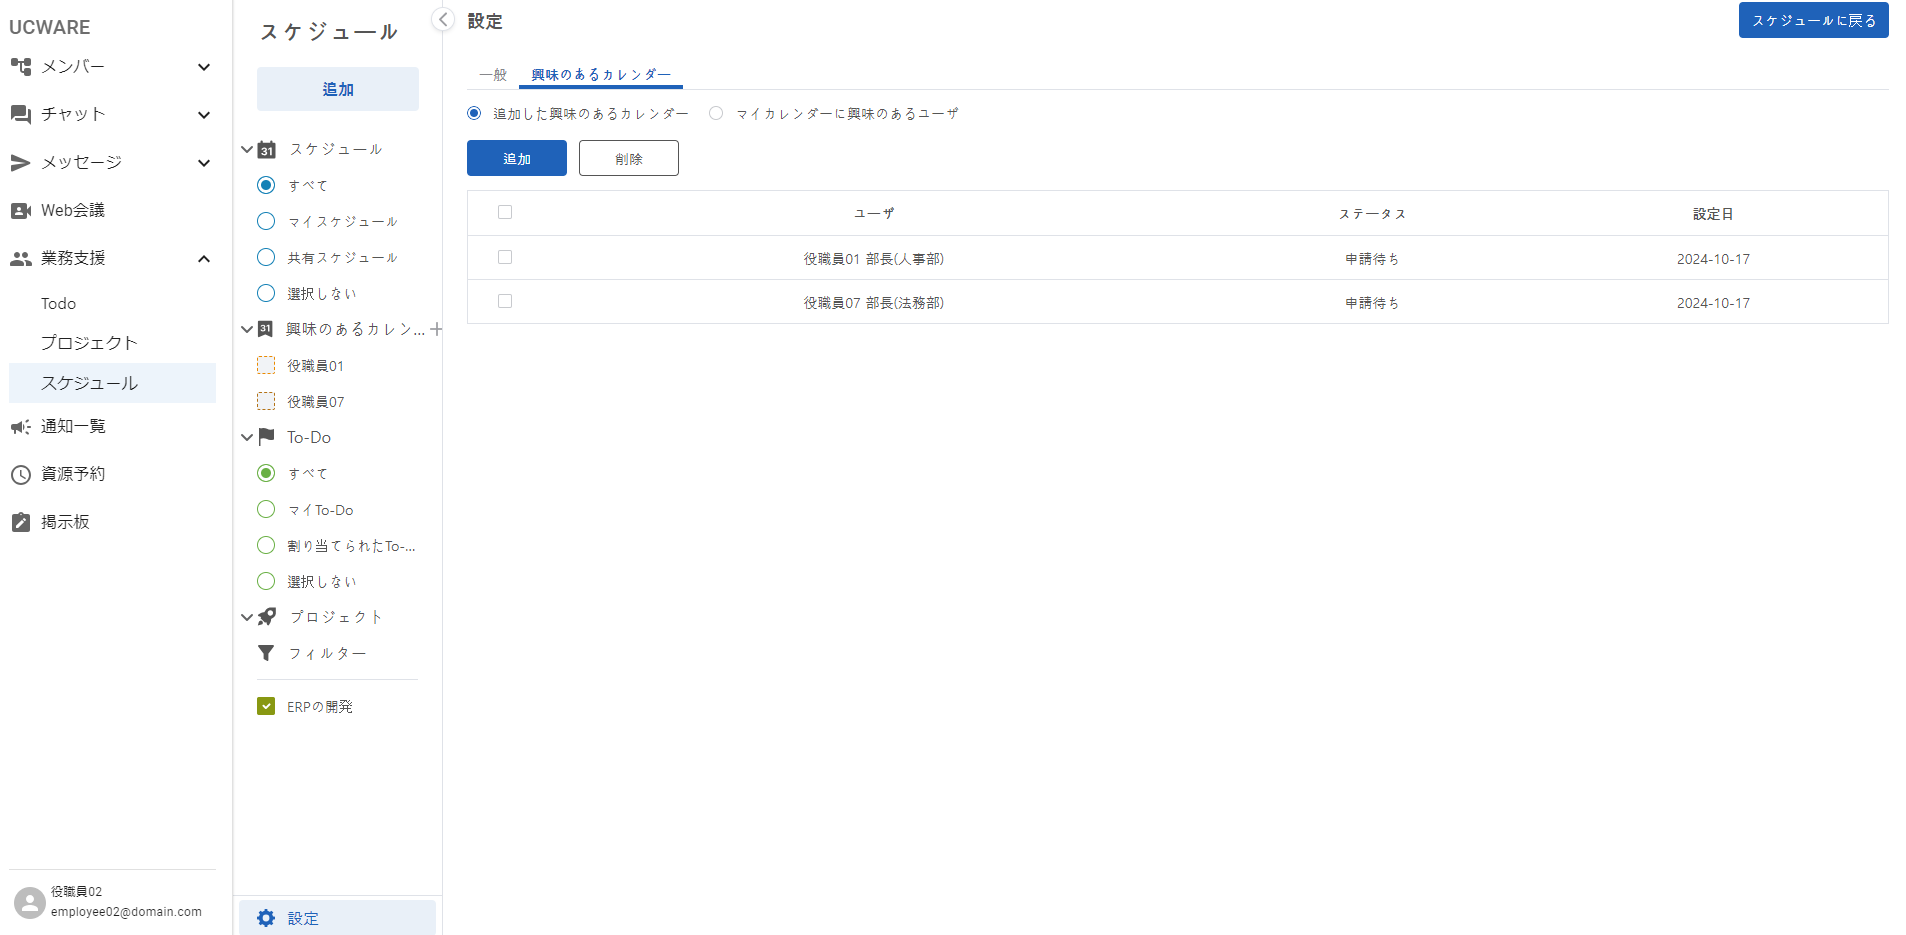 UCWARE
メンバー
チャット
メッセージ
Web会議
業務支援
Todo
プロジェクト
スケジュール
通知一覧
資源予約
掲示板
役職員02
employee02@domain.com
スケジュール
追加
31 スケジュール
すべて
マイスケジュール
共有スケジュール
選択しない
31 興味のあるカレン...
役職員01
役職員07
To-Do
すべて
マイTo-Do
割り当てられたTo-...
選択しない
プロジェクト
フィルター
ERPの開発
設定
設定
スケジュールに戻る
一般 興味のあるカレンダー
追加した興味のあるカレンダー マイカレンダーに興味のあるユーザ
追加 削除
ユーザ ステータス 設定日
役職員01 部長(人事部) 申請待ち 2024-10-17
役職員07 部長(法務部) 申請待ち 2024-10-17